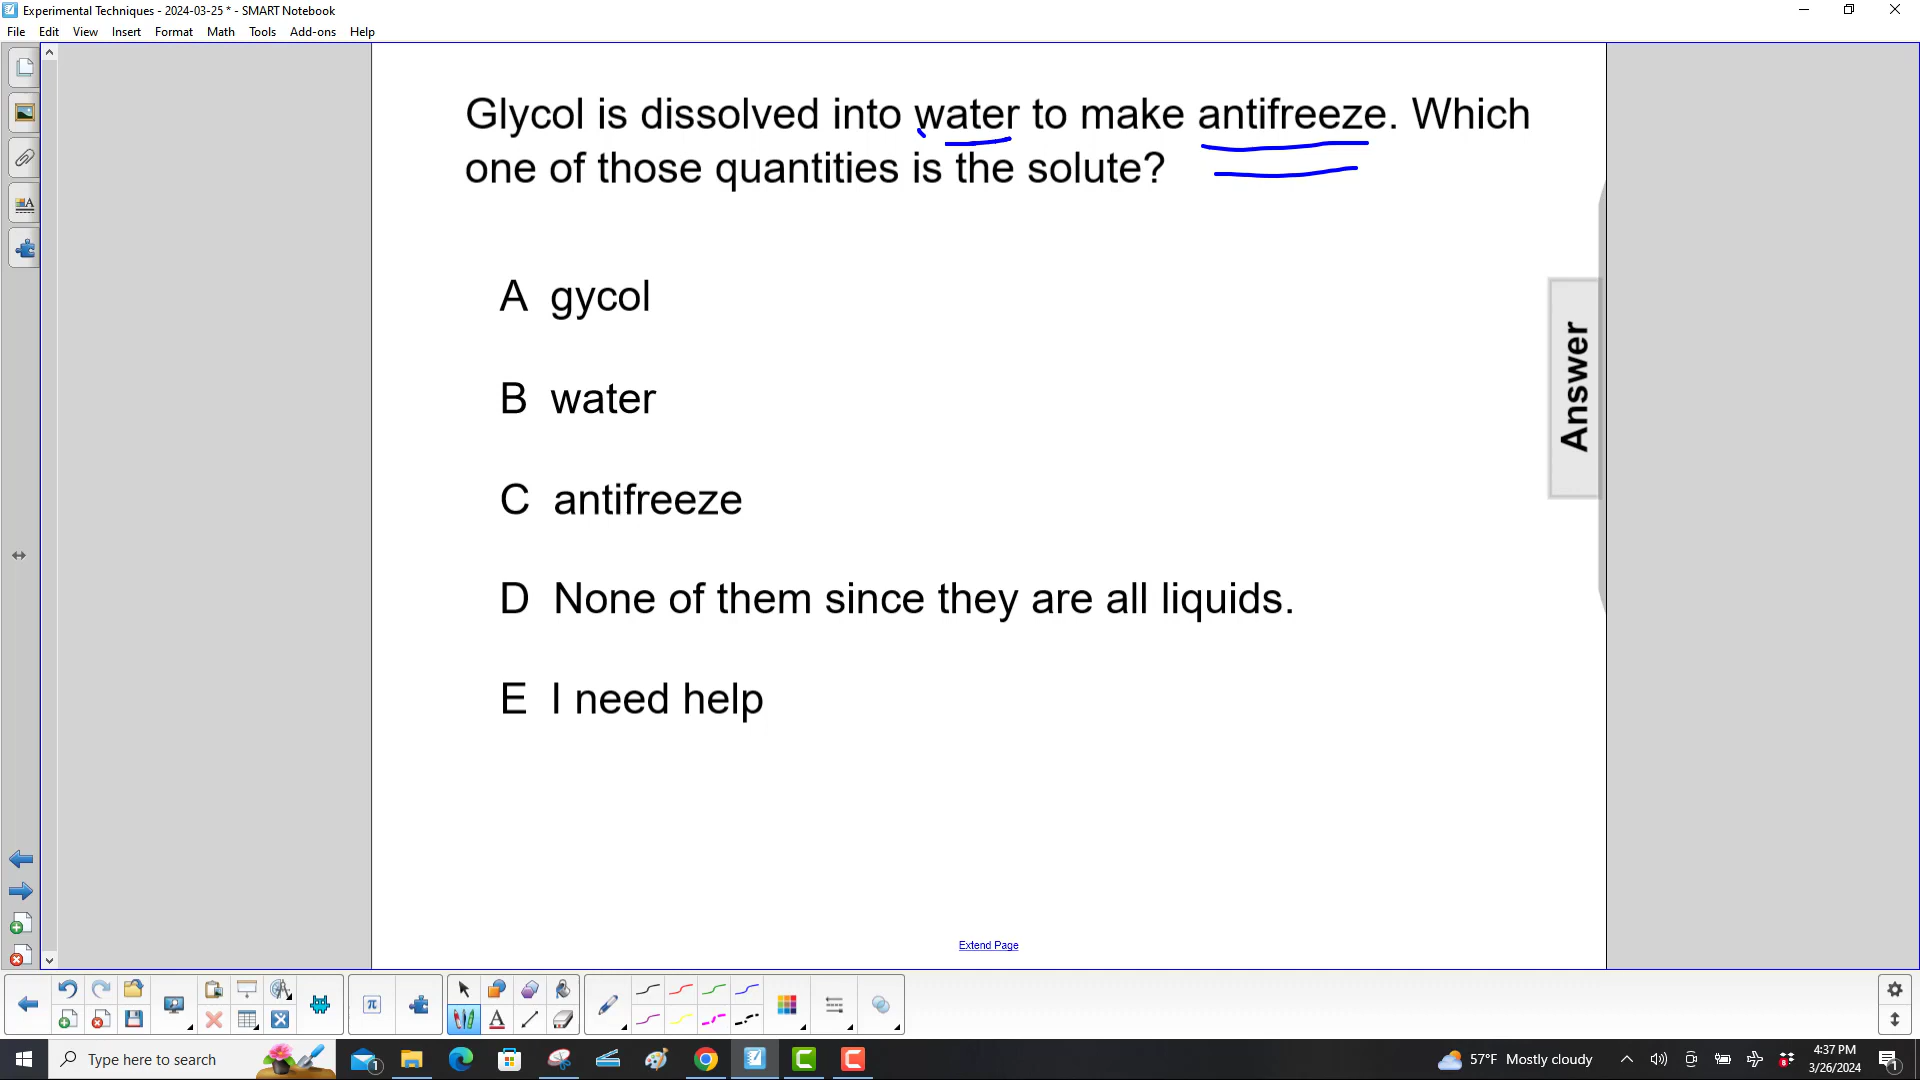 Experimental Techniques - 2024-03-25 * - SMART Notebook
File Edit View Insert Format Math Tools Add-ons Help
Glycol is dissolved into water to make antifreeze. Which
one of those quantities is the solute?
A gycol
B water
C antifreeze
D None of them since they are all liquids.
E I need help
Answer
Extend Page
Type here to search
1
57°F Mostly cloudy
4:37 PM
3/26/2024
1